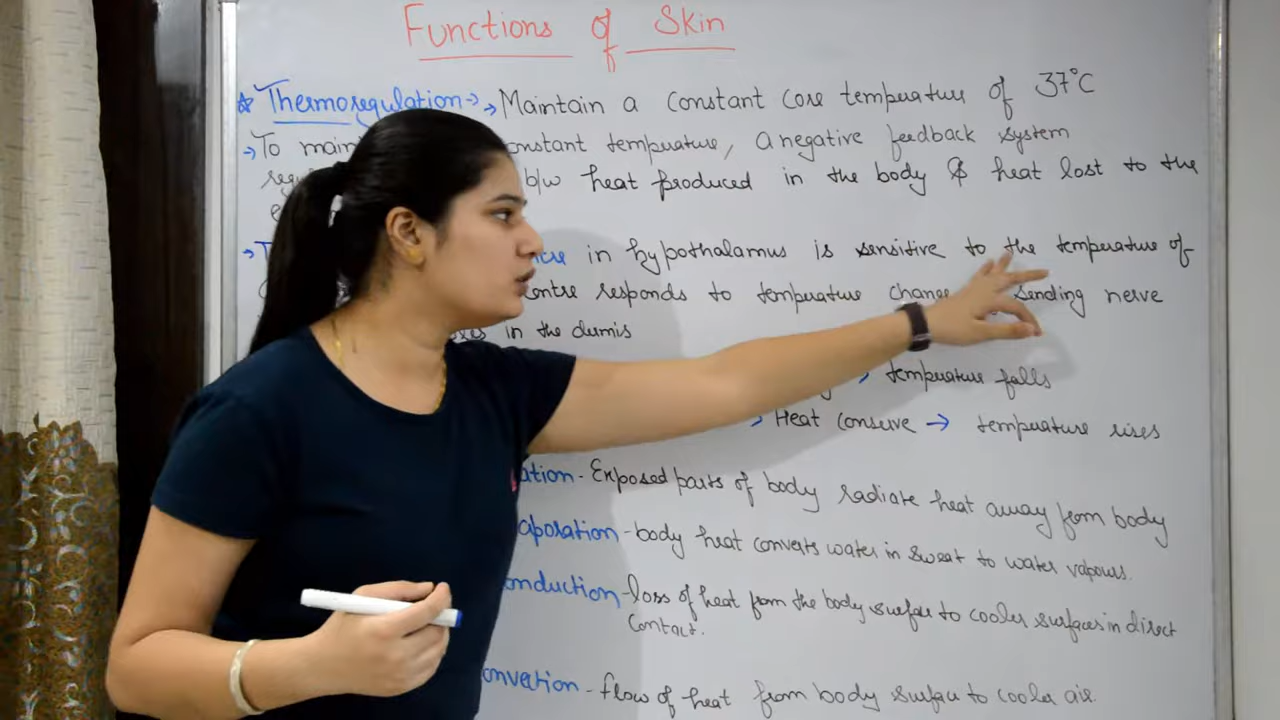 Functions of Skin
* Thermoregulation → → Maintain a constant core temperature of 37°C
→ To main onstant temperature, a negative feedback system
b/w heat produced in the body & heat lost to the
in hypothalamus is sensitive to the temperature of
entre responds to temperature change sending nerve
in the dermis
→ temperature falls
→ Heat conserve → temperature rises
ation - Exposed parts of body radiate heat away from body
aporation - body heat converts water in sweat to water vapours.
onduction - loss of heat from the body surface to cooler surfaces in direct
contact.
onvection - flow of heat from body surface to cooler air.